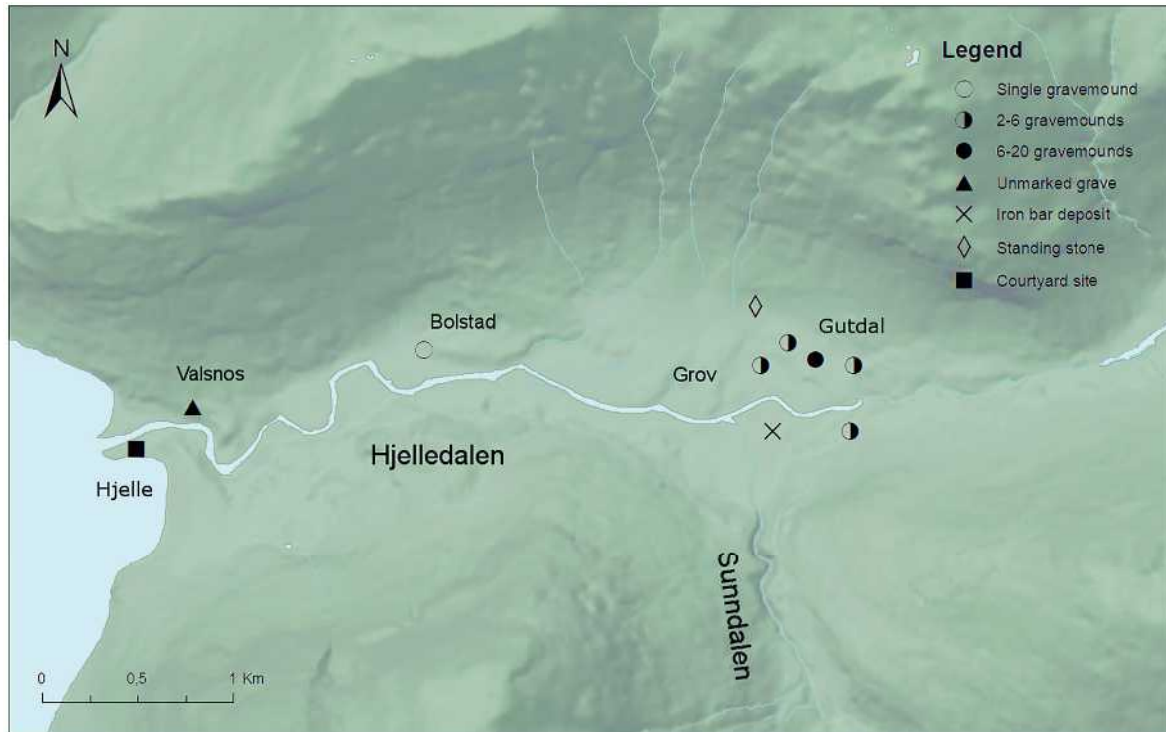 N
Legend
Single gravemound
2-6 gravemounds
6-20 gravemounds
Unmarked grave
Iron bar deposit
Standing stone
Courtyard site
Bolstad
Gutdal
Valsnos
Grov
Hjelledalen
Hjelle
Sunndalen
0 0,5 1 Km